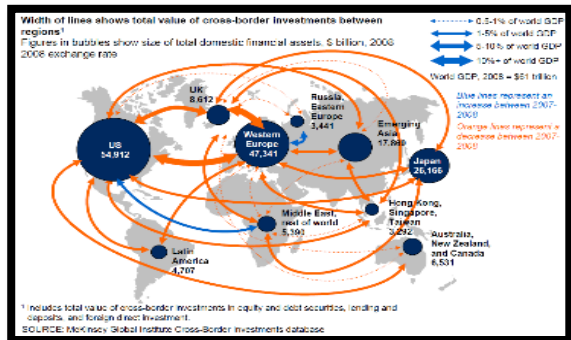 Width of lines shows total value of cross-border investments between
regions¹
Figures in bubbles show size of total domestic financial assets, $ billion, 2008
2008 exchange rate
0.5-1% of world GDP
1-5% of world GDP
5-10% of world GDP
10%+ of world GDP
World GDP, 2008 = $61 trillion
Blue lines represent an
increase between 2007-
2008
Orange lines represent a
decrease between 2007-
2008
UK
8,612
Russia,
Eastern
Europe
3,441
US
54,912
Western
Europe
47,341
Emerging
Asia
17,860
Japan
26,166
Hong Kong,
Singapore,
Taiwan
3,292
Middle East,
rest of world
5,390
Australia,
New Zealand,
and Canada
6,531
Latin
America
4,707
¹ Includes total value of cross-border investments in equity and debt securities, lending and
deposits, and foreign direct investment.
SOURCE: McKinsey Global Institute Cross-Border Investments database